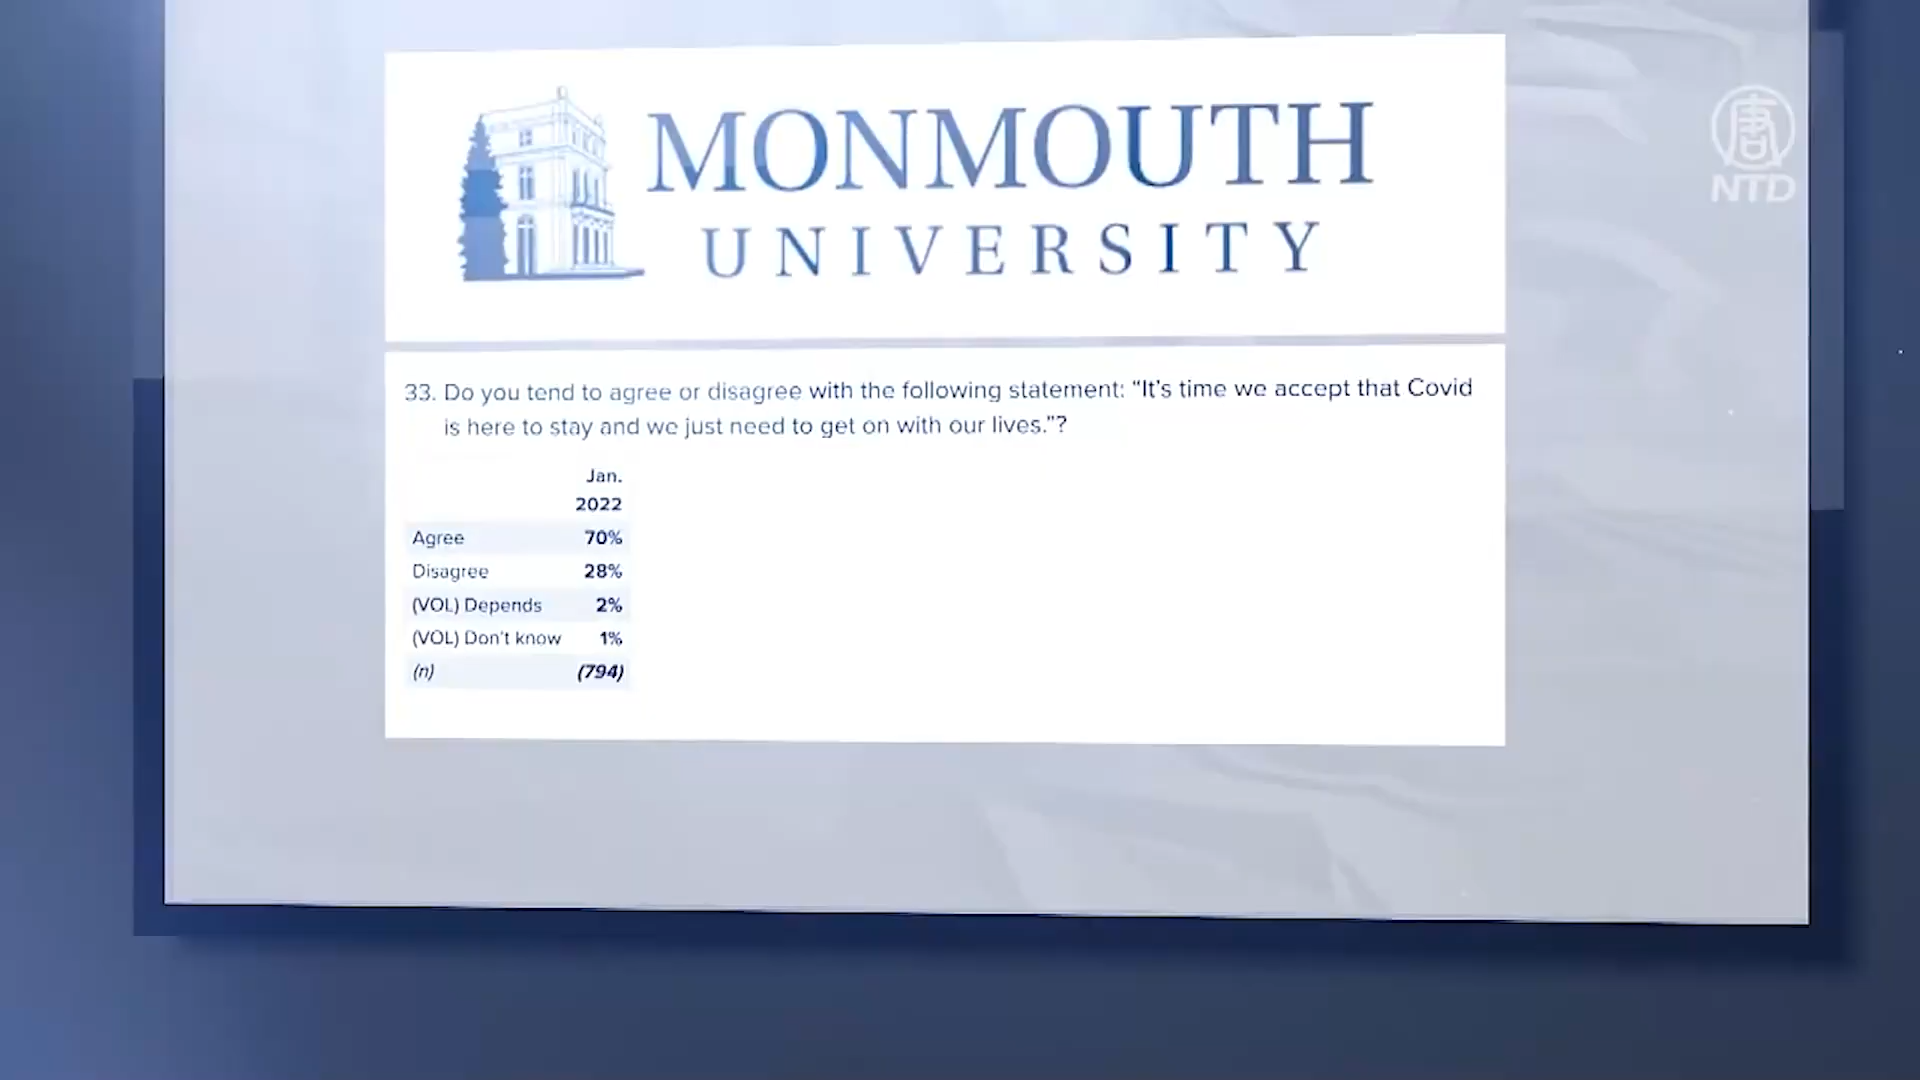 MONMOUTH
UNIVERSITY
唐
NTD
33. Do you tend to agree or disagree with the following statement: “It’s time we accept that Covid
is here to stay and we just need to get on with our lives.”?
Jan.
2022
Agree 70%
Disagree 28%
(VOL) Depends 2%
(VOL) Don’t know 1%
(n) (794)